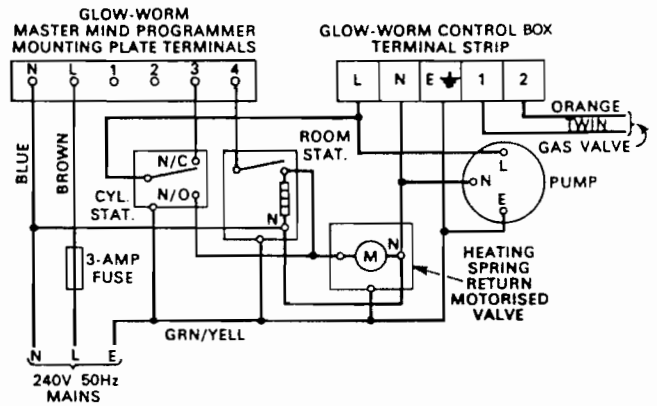 GLOW-WORM
MASTER MIND PROGRAMMER
MOUNTING PLATE TERMINALS
N L 1 2 3 4
GLOW-WORM CONTROL BOX
TERMINAL STRIP
L N E 1 2
ORANGE
TWIN
GAS VALVE
BLUE
BROWN
N/C
N/O
CYL.
STAT.
ROOM
STAT.
N
L
N
E
PUMP
M
N
HEATING
SPRING
RETURN
MOTORISED
VALVE
3-AMP
FUSE
GRN/YELL
N L E
240V 50Hz
MAINS